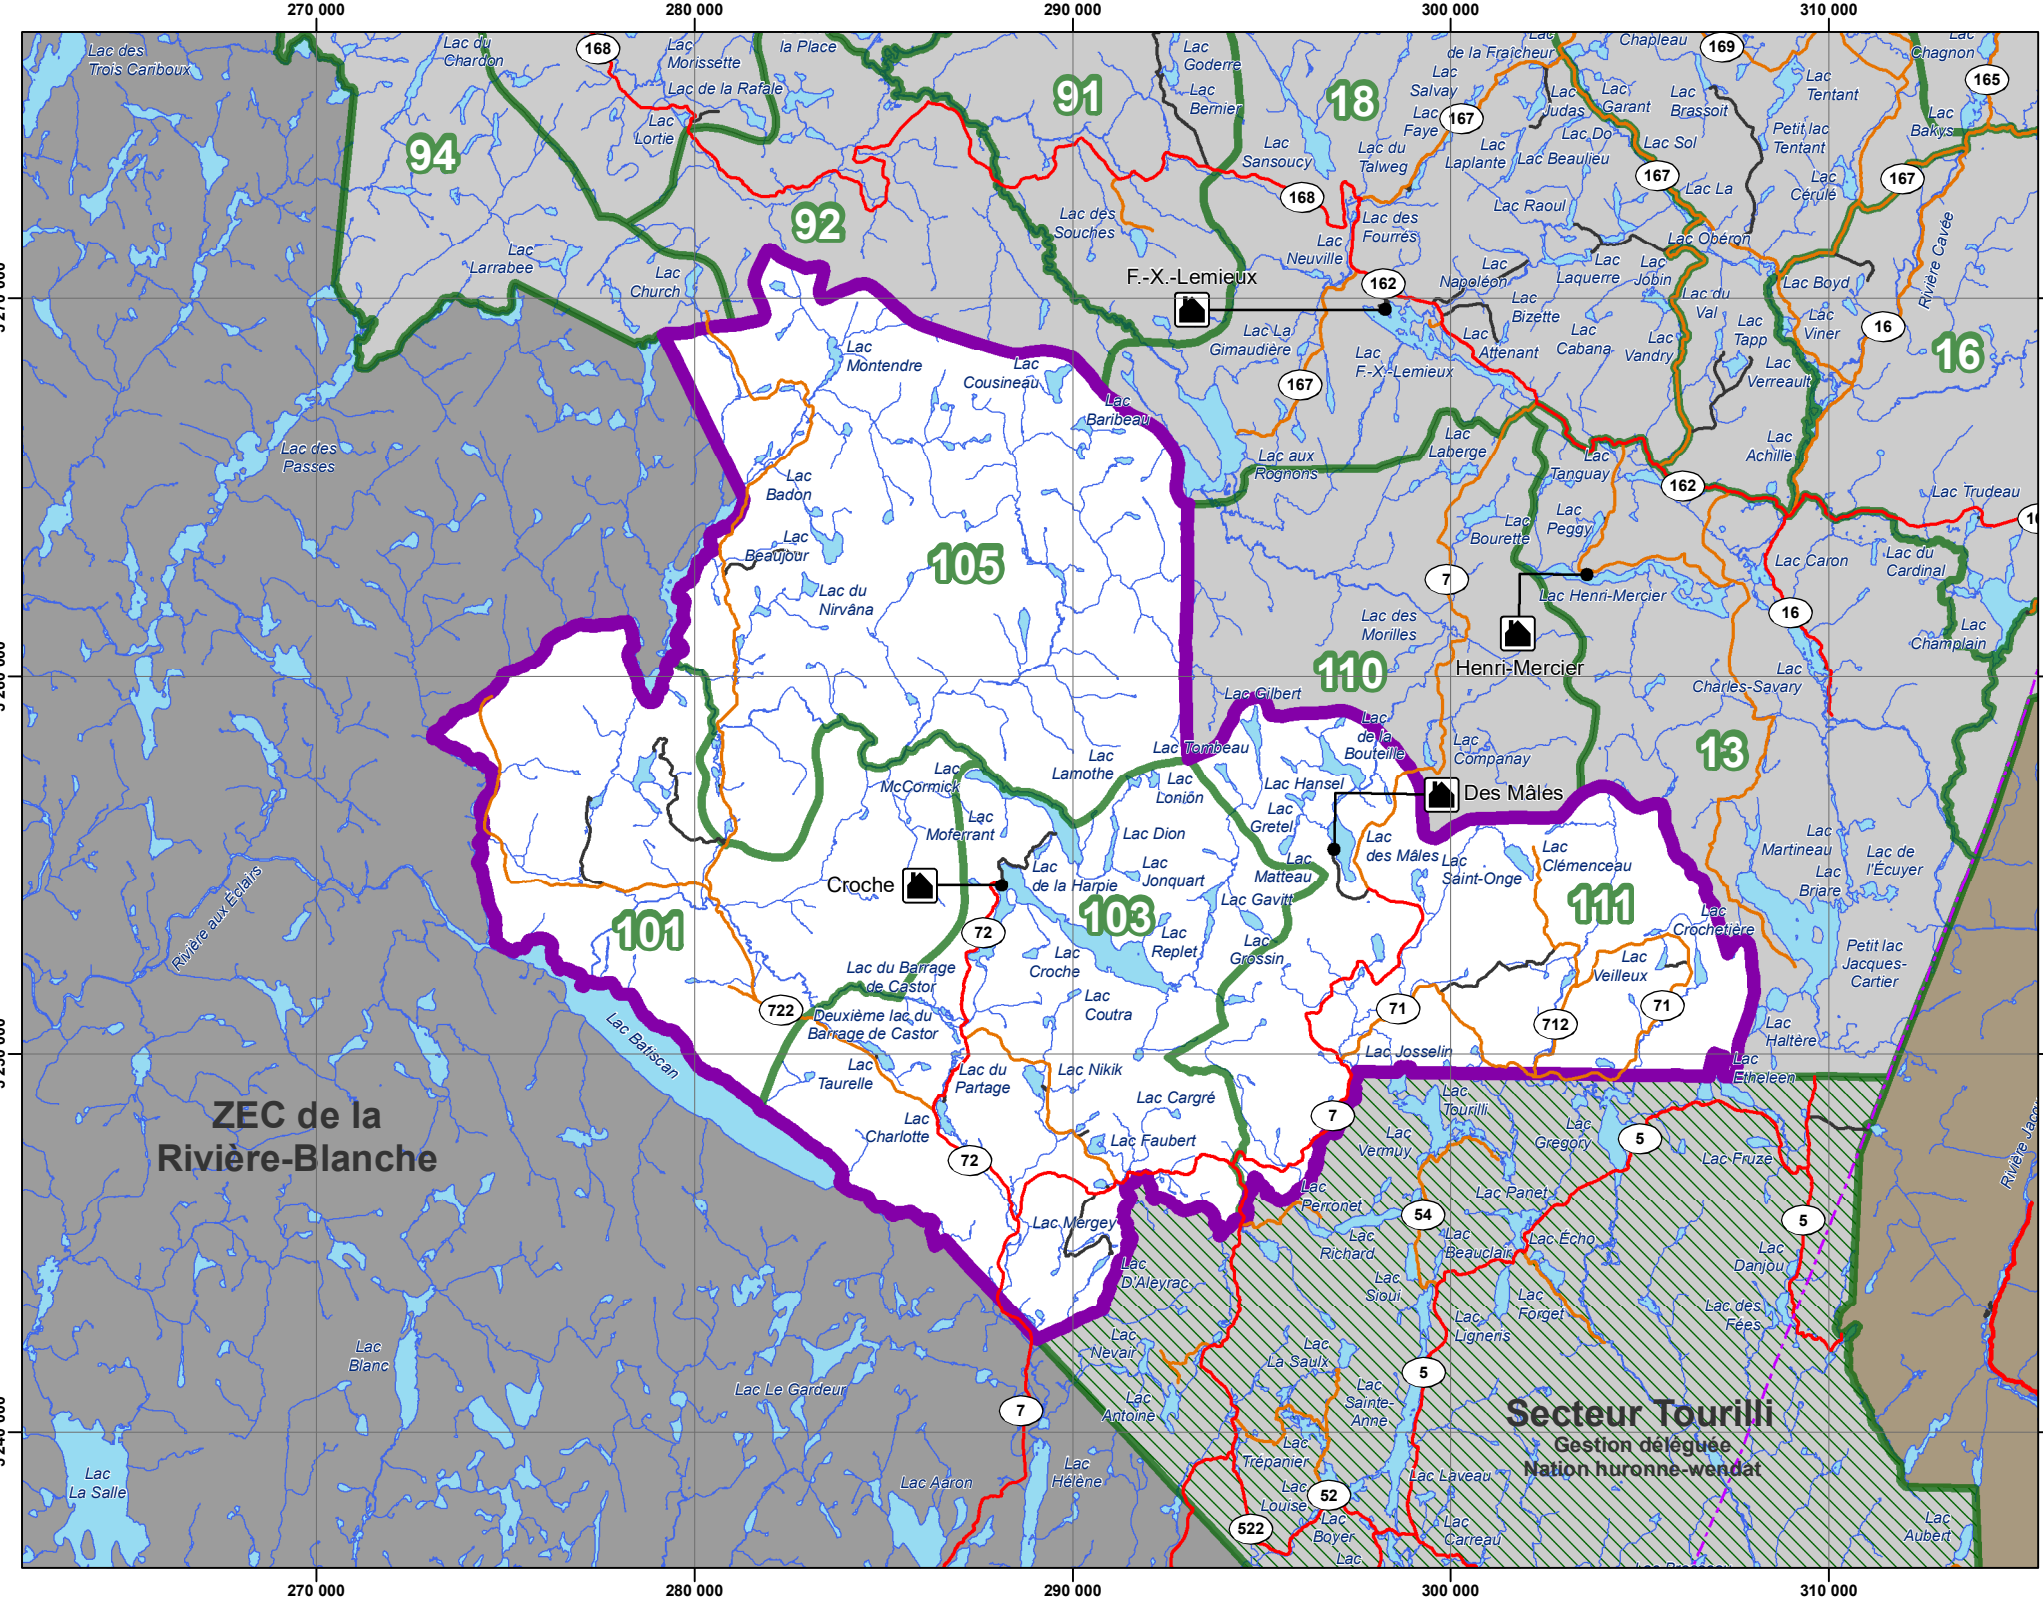 270 000
280 000
290 000
300 000
310 000
Lac des
Trois Cariboux
Lac du
Chardon
168
Lac
Morissette
la Place
Lac de la Rafale
Lac
Lortie
91
Lac
Goderre
Lac
Bernier
18
de la Fraîcheur
Chapleau
169
Lac
Chagnon
165
Lac
Salvay
Lac
Faye
167
Lac
Judas
Lac
Garant
Lac
Brassoit
Lac
Tentant
Lac
Bakys
94
92
Lac
Sansoucy
Lac du
Talweg
Lac
Laplante
Lac Do
Lac Beaulieu
Lac Sol
Petit lac
Tentant
167
Lac La
Lac
Cérulé
167
168
Lac des
Souches
Lac des
Fourrés
Lac Raoul
Lac Obéron
Rivière Cavée
Lac
Larrabee
Lac
Church
F.-X.-Lemieux
Lac
Neuville
162
Lac
Napoléon
Lac
Laquerre
Lac
Jobin
Lac Boyd
Lac
Bizette
Lac du
Val
Lac
Viner
16
16
Lac La
Gimaudière
Lac
Attenant
Lac
Cabana
Lac
Vandry
Lac
Tapp
Lac
Verreault
Lac
F.-X.-Lemieux
167
Lac
Montendre
Lac
Cousineau
Lac
Baribeau
Lac des
Passes
Lac
Badon
Lac aux
Rognons
Lac
Laberge
Lac
Tanguay
Lac
Achille
162
Lac Trudeau
Lac
Beaujour
105
Lac
Bourette
Lac
Peggy
Lac Caron
Lac du
Cardinal
Lac du
Nirvâna
7
Lac Henri-Mercier
16
Lac des
Morilles
Henri-Mercier
Lac
Champlain
110
Lac
Charles-Savary
Lac Gilbert
Lac
de la
Bouteille
Lac
Companay
13
Lac Tombeau
Lac
Lamothe
Lac
McCormick
Lac
Lonión
Lac Hansel
Des Mâles
Lac
Moferrant
Lac Dion
Lac
Gretel
Lac
des Mâles
Lac
Clémenceau
Lac
Martineau
Lac de
l'Écuyer
Croche
Lac
de la Harpie
Lac
Jonquart
Lac
Matteau
Lac
Saint-Onge
Lac
Briare
101
72
103
Lac Gavitt
111
Lac
Crochetière
Rivière aux Éclairs
Lac
Replet
Lac
Grossin
Lac
Croche
Lac
Veilleux
Petit lac
Jacques-
Cartier
Lac du Barrage
de Castor
722
Deuxième lac du
Barrage de Castor
Lac
Coutra
71
712
71
Lac
Haltère
Lac Batiscan
Lac
Taurelle
Lac du
Partage
Lac Nikik
Lac Josselin
Lac
Etheleen
Lac Cargré
7
Lac
Tourilli
ZEC de la
Rivière-Blanche
Lac
Charlotte
Lac Faubert
Lac
Vermuy
Lac
Gregory
5
Lac Fruze
72
Lac
Perronet
Lac Panet
54
5
Lac Mergey
Lac
Richard
Lac
Beauclair
Lac Écho
Lac
Danjou
Lac
D'Aleyrac
Lac
Sioui
Lac
Forget
Lac
Ligneris
Lac des
Fées
Lac
Blanc
Lac
Nevair
Lac
La Saulx
5
Lac Le Gardeur
7
Lac
Antoine
Lac
Sainte-
Anne
Secteur Tourilli
Gestion déléguée
Nation huronne-wendat
Lac
La Salle
Lac Aaron
Lac
Hélène
Lac
Trépanier
Lac Laveau
Lac
Louise
52
522
Lac
Boyer
Lac
Carreau
Lac
Aubert
Lac
270 000
280 000
290 000
300 000
310 000